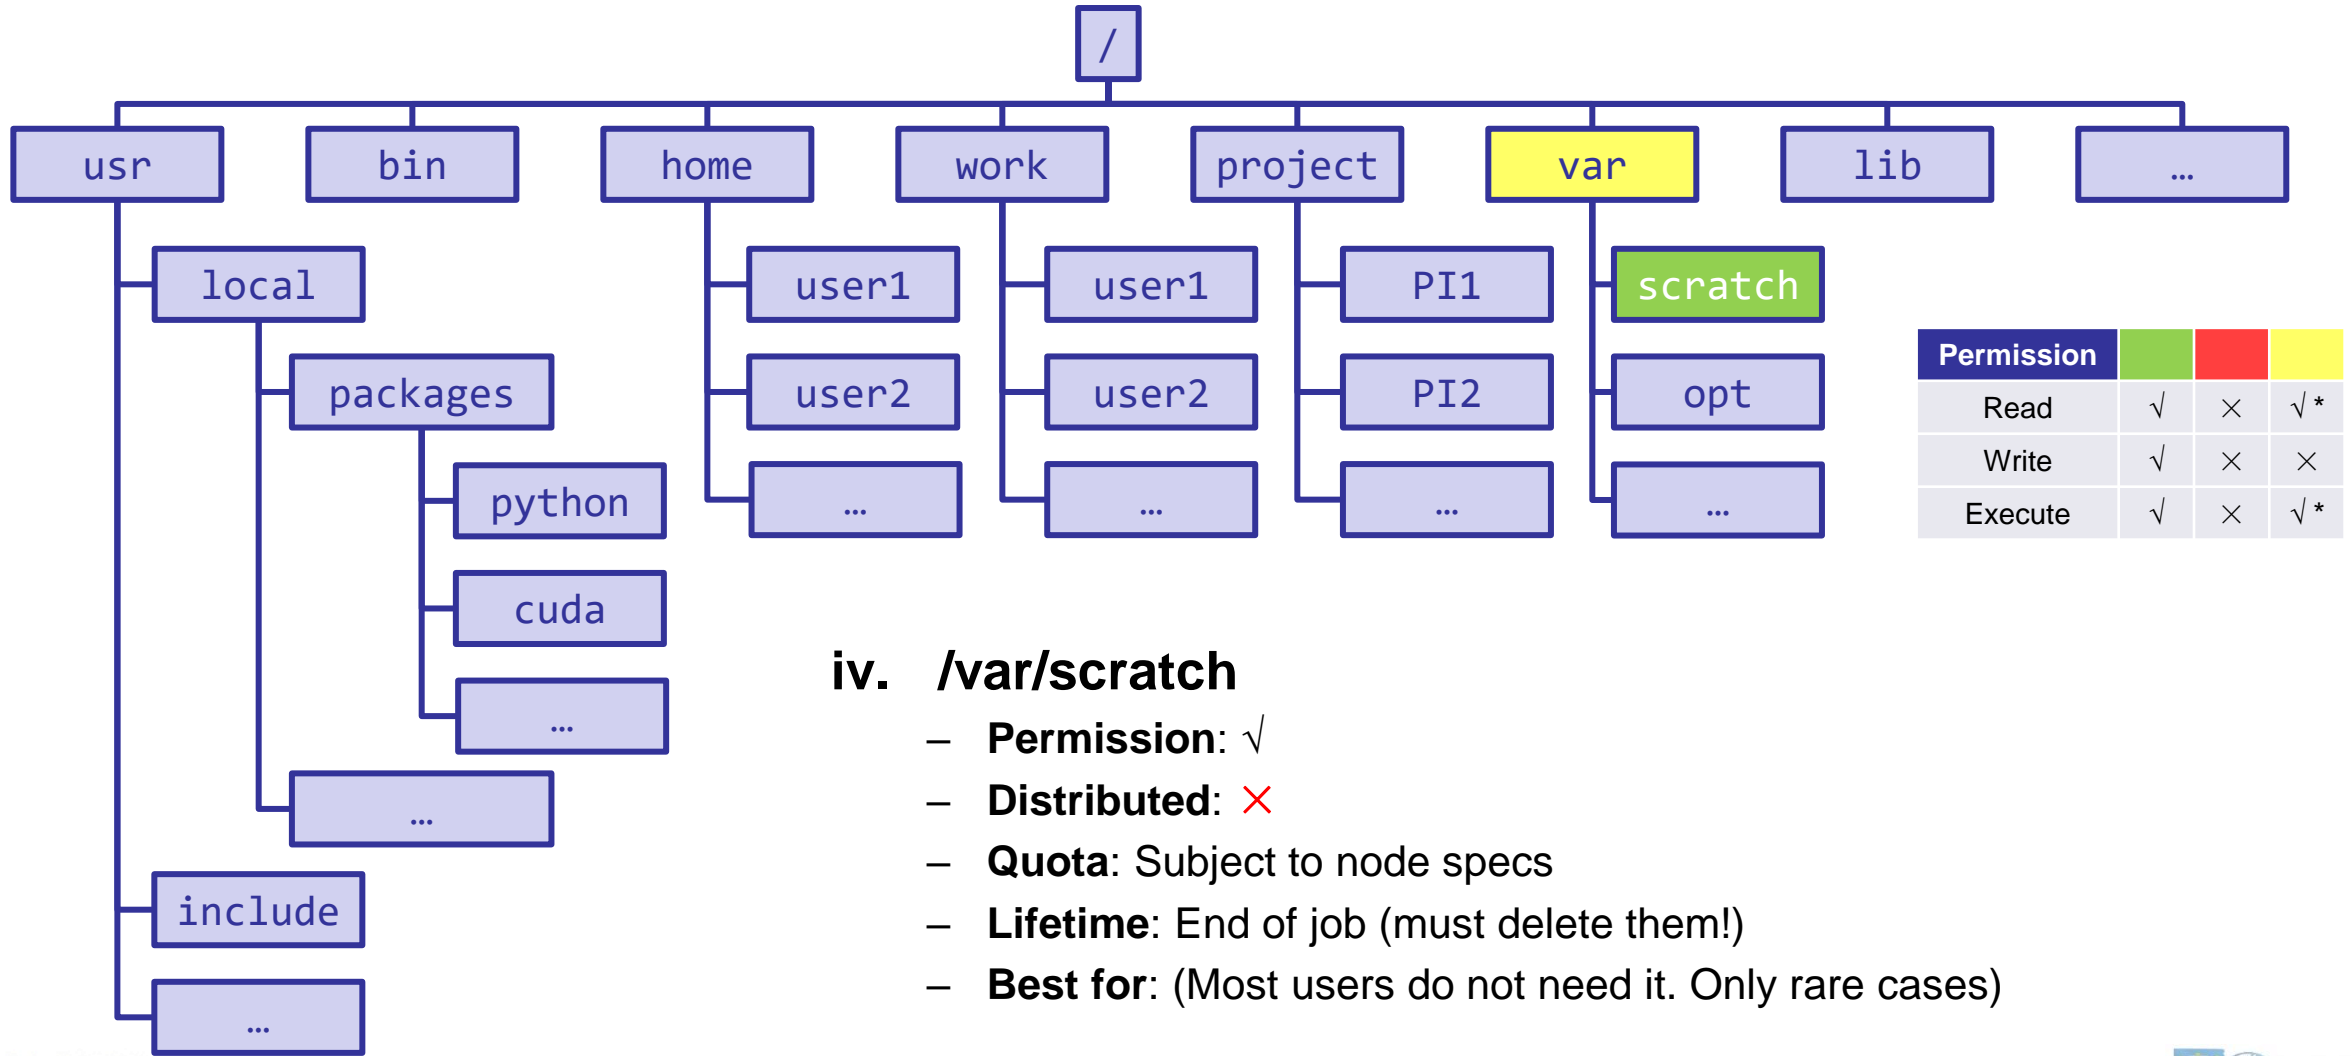 /
usr
bin
home
work
project
var
lib
…
local
user1
user1
PI1
scratch
packages
user2
user2
PI2
opt
python
…
…
…
…
cuda
…
…
include
…
Permission
Read √ × √ *
Write √ × ×
Execute √ × √ *
iv. /var/scratch
– Permission: √
– Distributed: ×
– Quota: Subject to node specs
– Lifetime: End of job (must delete them!)
– Best for: (Most users do not need it. Only rare cases)